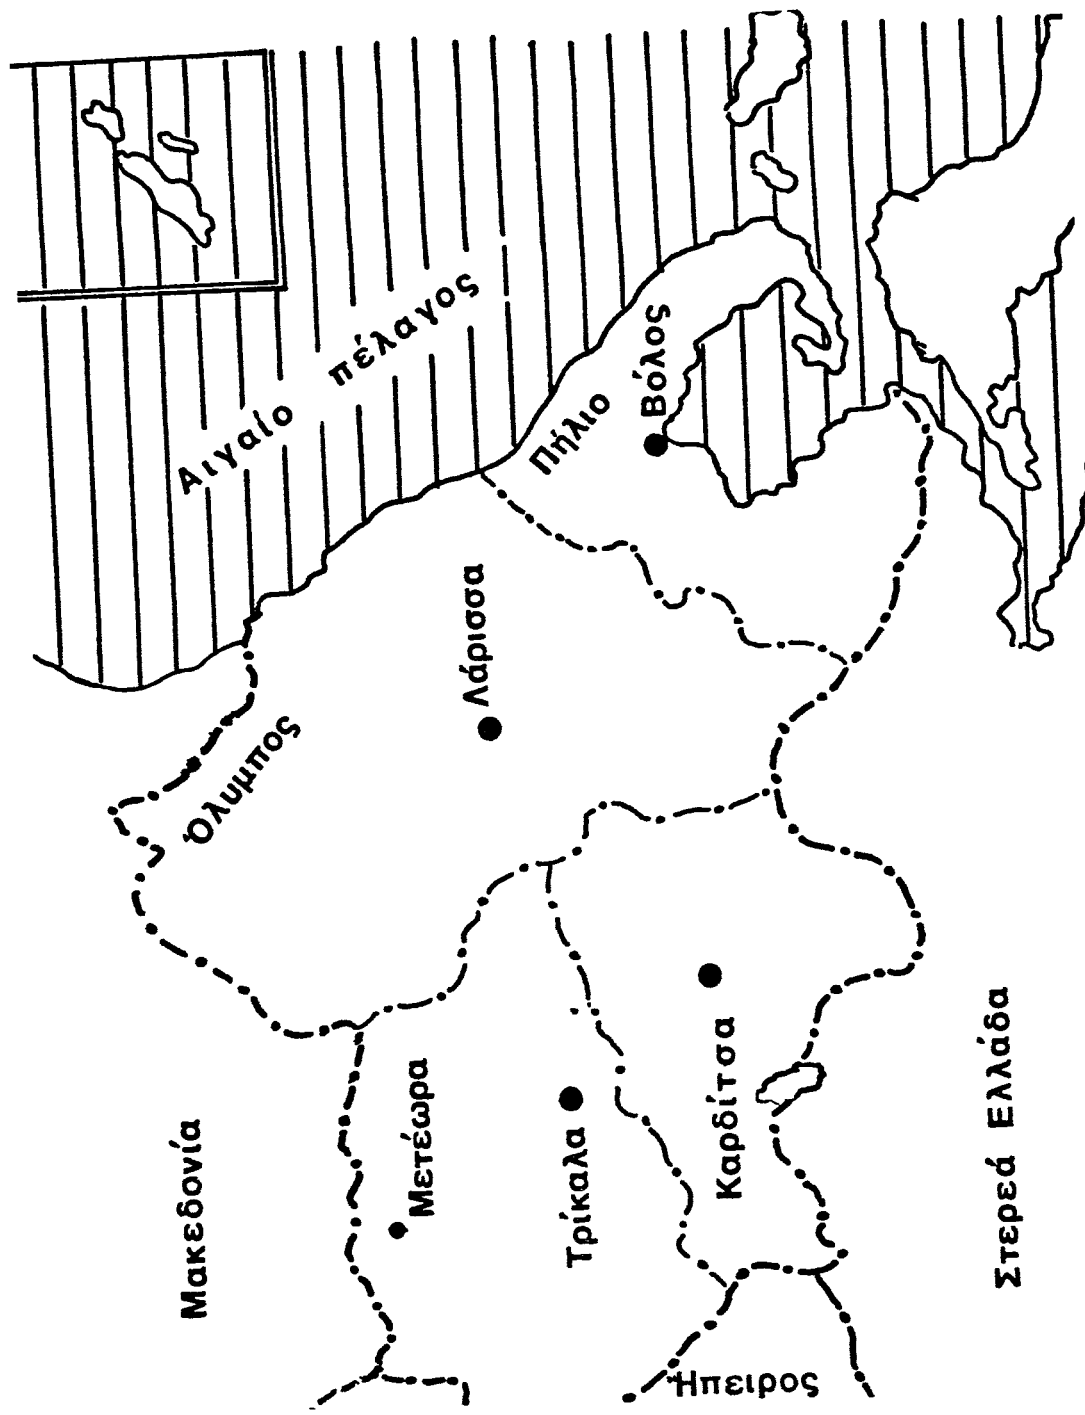 Αιγαίο πέλαγος
Μακεδονία
Όλυμπος
Μετέωρα
Λάρισσα
Τρίκαλα
Πήλιο
Βόλος
Καρδίτσα
Ήπειρος
Στερεά Ελλάδα